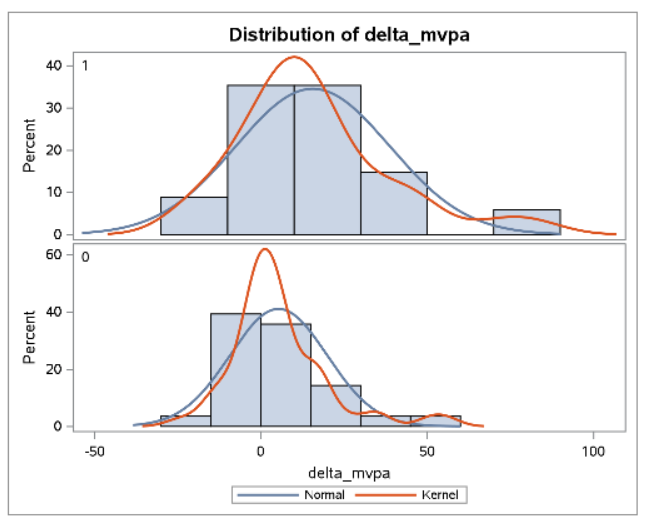 Distribution of delta_mvpa
1
40
30
20
10
0
Percent
0
60
40
20
0
Percent
-50 0 50 100
delta_mvpa
Normal Kernel